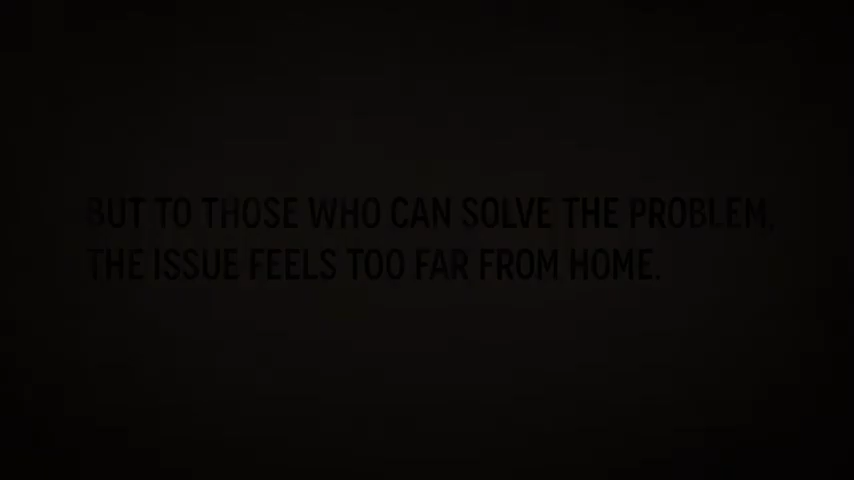 BUT TO THOSE WHO CAN SOLVE THE PROBLEM,
THE ISSUE FEELS TOO FAR FROM HOME.